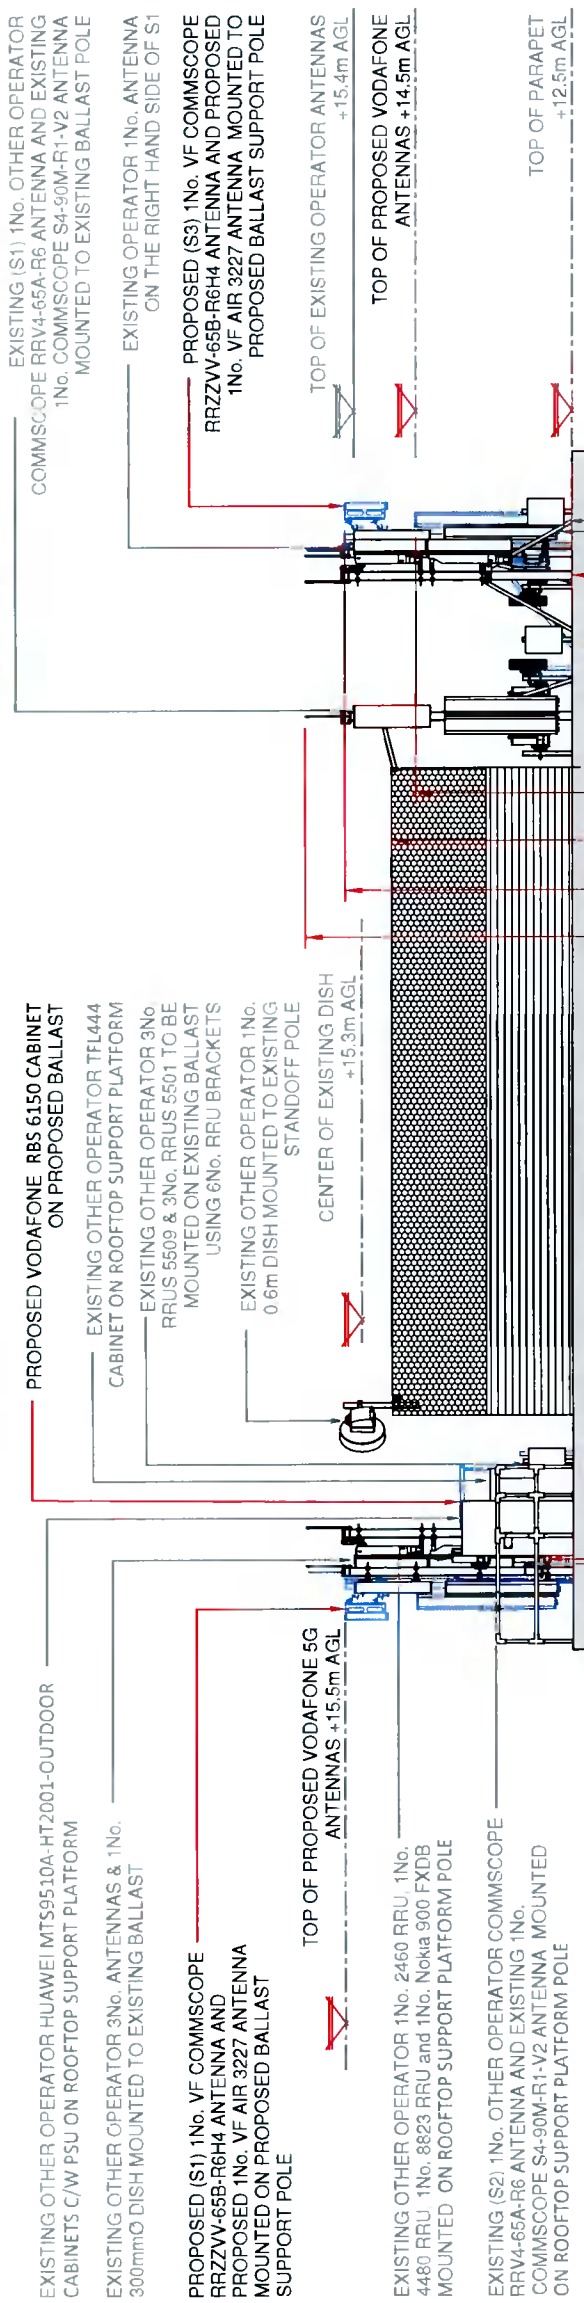 EXISTING OTHER OPERATOR HUAWEI MTS9510A-HT2001-OUTDOOR
CABINETS C/W PSU ON ROOFTOP SUPPORT PLATFORM
EXISTING OTHER OPERATOR 3No. ANTENNAS & 1No.
300mmØ DISH MOUNTED TO EXISTING BALLAST
PROPOSED (S1) 1No. VF COMMSCOPE
RRZZVV-65B-R6H4 ANTENNA AND
PROPOSED 1No. VF AIR 3227 ANTENNA
MOUNTED ON PROPOSED BALLAST
SUPPORT POLE
TOP OF PROPOSED VODAFONE 5G
ANTENNAS +15.5m AGL
EXISTING OTHER OPERATOR 1No. 2460 RRU, 1No.
4480 RRU, 1No. 8823 RRU and 1No. Nokia 900 FXDB
MOUNTED ON ROOFTOP SUPPORT PLATFORM POLE
EXISTING (S2) 1No. OTHER OPERATOR COMMSCOPE
RRV4-65A-R6 ANTENNA AND EXISTING 1No.
COMMSCOPE S4-90M-R1-V2 ANTENNA MOUNTED
ON ROOFTOP SUPPORT PLATFORM POLE
PROPOSED VODAFONE RBS 6150 CABINET
ON PROPOSED BALLAST
EXISTING OTHER OPERATOR TFL444
CABINET ON ROOFTOP SUPPORT PLATFORM
EXISTING OTHER OPERATOR 3No.
RRUS 5509 & 3No. RRUS 5501 TO BE
MOUNTED ON EXISTING BALLAST
USING 6No. RRU BRACKETS
EXISTING OTHER OPERATOR 1No.
0.6m DISH MOUNTED TO EXISTING
STANDOFF POLE
CENTER OF EXISTING DISH
+15.3m AGL
EXISTING (S1) 1No. OTHER OPERATOR
COMMSCOPE RRV4-65A-R6 ANTENNA AND EXISTING
1No. COMMSCOPE S4-90M-R1-V2 ANTENNA
MOUNTED TO EXISTING BALLAST POLE
EXISTING OPERATOR 1No. ANTENNA
ON THE RIGHT HAND SIDE OF S1
PROPOSED (S3) 1No. VF COMMSCOPE
RRZZVV-65B-R6H4 ANTENNA AND PROPOSED
1No. VF AIR 3227 ANTENNA MOUNTED TO
PROPOSED BALLAST SUPPORT POLE
TOP OF EXISTING OPERATOR ANTENNAS
+15.4m AGL
TOP OF PROPOSED VODAFONE
ANTENNAS +14.5m AGL
TOP OF PARAPET
+12.5m AGL